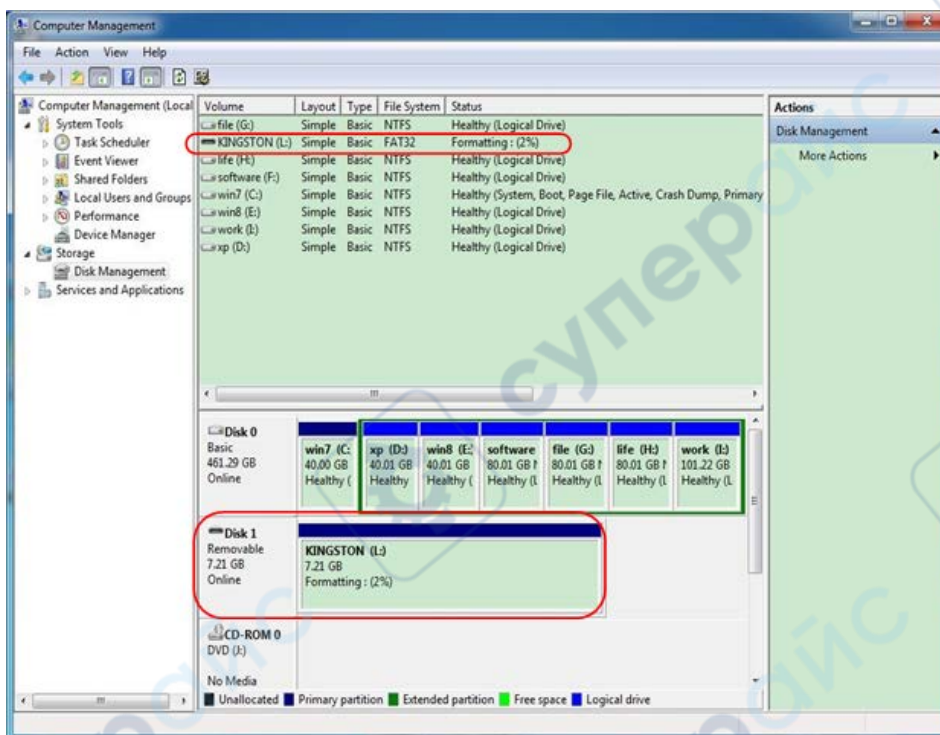 Computer Management
File Action View Help
Computer Management (Local
System Tools
Task Scheduler
Event Viewer
Shared Folders
Local Users and Groups
Performance
Device Manager
Storage
Disk Management
Services and Applications
Volume Layout Type File System Status
file (G:) Simple Basic NTFS Healthy (Logical Drive)
KINGSTON (L:) Simple Basic FAT32 Formatting : (2%)
life (H:) Simple Basic NTFS Healthy (Logical Drive)
software (F:) Simple Basic NTFS Healthy (Logical Drive)
win7 (C:) Simple Basic NTFS Healthy (System, Boot, Page File, Active, Crash Dump, Primary
win8 (E:) Simple Basic NTFS Healthy (Logical Drive)
work (I:) Simple Basic NTFS Healthy (Logical Drive)
xp (D:) Simple Basic NTFS Healthy (Logical Drive)
Actions
Disk Management
More Actions
Disk 0
Basic
461.29 GB
Online
win7 (C:
40.00 GB
Healthy (
xp (D:)
40.01 GB
Healthy
win8 (E:
40.01 GB
Healthy (
software
80.01 GB
Healthy (L
file (G:)
80.01 GB
Healthy (L
life (H:)
80.01 GB
Healthy (L
work (I:)
101.22 GB
Healthy (L
Disk 1
Removable
7.21 GB
Online
KINGSTON (L:)
7.21 GB
Formatting : (2%)
CD-ROM 0
DVD (J:)
No Media
Unallocated Primary partition Extended partition Free space Logical drive
суперайс